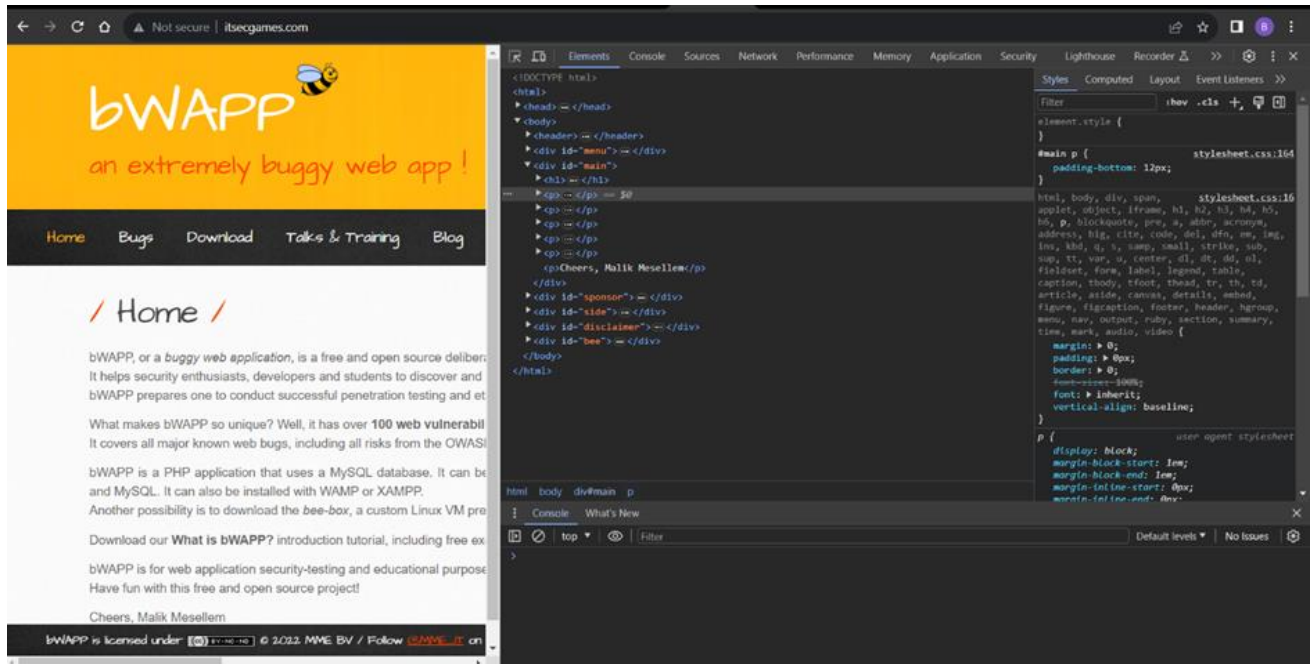 Not secure | itsecgames.com
B
bWAPP
an extremely buggy web app !
Home Bugs Download Talks & Training Blog
/ Home /
bWAPP, or a buggy web application, is a free and open source delibera
It helps security enthusiasts, developers and students to discover and
bWAPP prepares one to conduct successful penetration testing and et
What makes bWAPP so unique? Well, it has over 100 web vulnerabil
It covers all major known web bugs, including all risks from the OWAS
bWAPP is a PHP application that uses a MySQL database. It can be
and MySQL. It can also be installed with WAMP or XAMPP.
Another possibility is to download the bee-box, a custom Linux VM pre
Download our What is bWAPP? introduction tutorial, including free ex
bWAPP is for web application security-testing and educational purpose
Have fun with this free and open source project!
Cheers, Malik Mesellem
bWAPP is licensed under (cc) BY-NC-ND © 2022 MME BV / Follow @MME_IT on
Elements Console Sources Network Performance Memory Application Security Lighthouse Recorder »
<!DOCTYPE html>
<html>
<head> … </head>
<body>
<header> … </header>
<div id="menu"> … </div>
<div id="main">
<h1> … </h1>
<p> … </p> == $0
<p> … </p>
<p> … </p>
<p> … </p>
<p> … </p>
<p>Cheers, Malik Mesellem</p>
</div>
<div id="sponsor"> … </div>
<div id="side"> … </div>
<div id="disclaimer"> … </div>
<div id="bee"> … </div>
</body>
</html>
html body div#main p
Styles Computed Layout Event Listeners »
Filter :hov .cls +
element.style {
}
#main p { stylesheet.css:164
padding-bottom: 12px;
}
html, body, div, span, stylesheet.css:16
applet, object, iframe, h1, h2, h3, h4, h5,
h6, p, blockquote, pre, a, abbr, acronym,
address, big, cite, code, del, dfn, em, img,
ins, kbd, q, s, samp, small, strike, sub,
sup, tt, var, u, center, dl, dt, dd, ol,
fieldset, form, label, legend, table,
caption, tbody, tfoot, thead, tr, th, td,
article, aside, canvas, details, embed,
figure, figcaption, footer, header, hgroup,
menu, nav, output, ruby, section, summary,
time, mark, audio, video {
margin: 0;
padding: 0px;
border: 0;
font-size: 100%;
font: inherit;
vertical-align: baseline;
}
p { user agent stylesheet
display: block;
margin-block-start: 1em;
margin-block-end: 1em;
margin-inline-start: 0px;
margin-inline-end: 0px;
Console What's New
top Filter Default levels No Issues
>